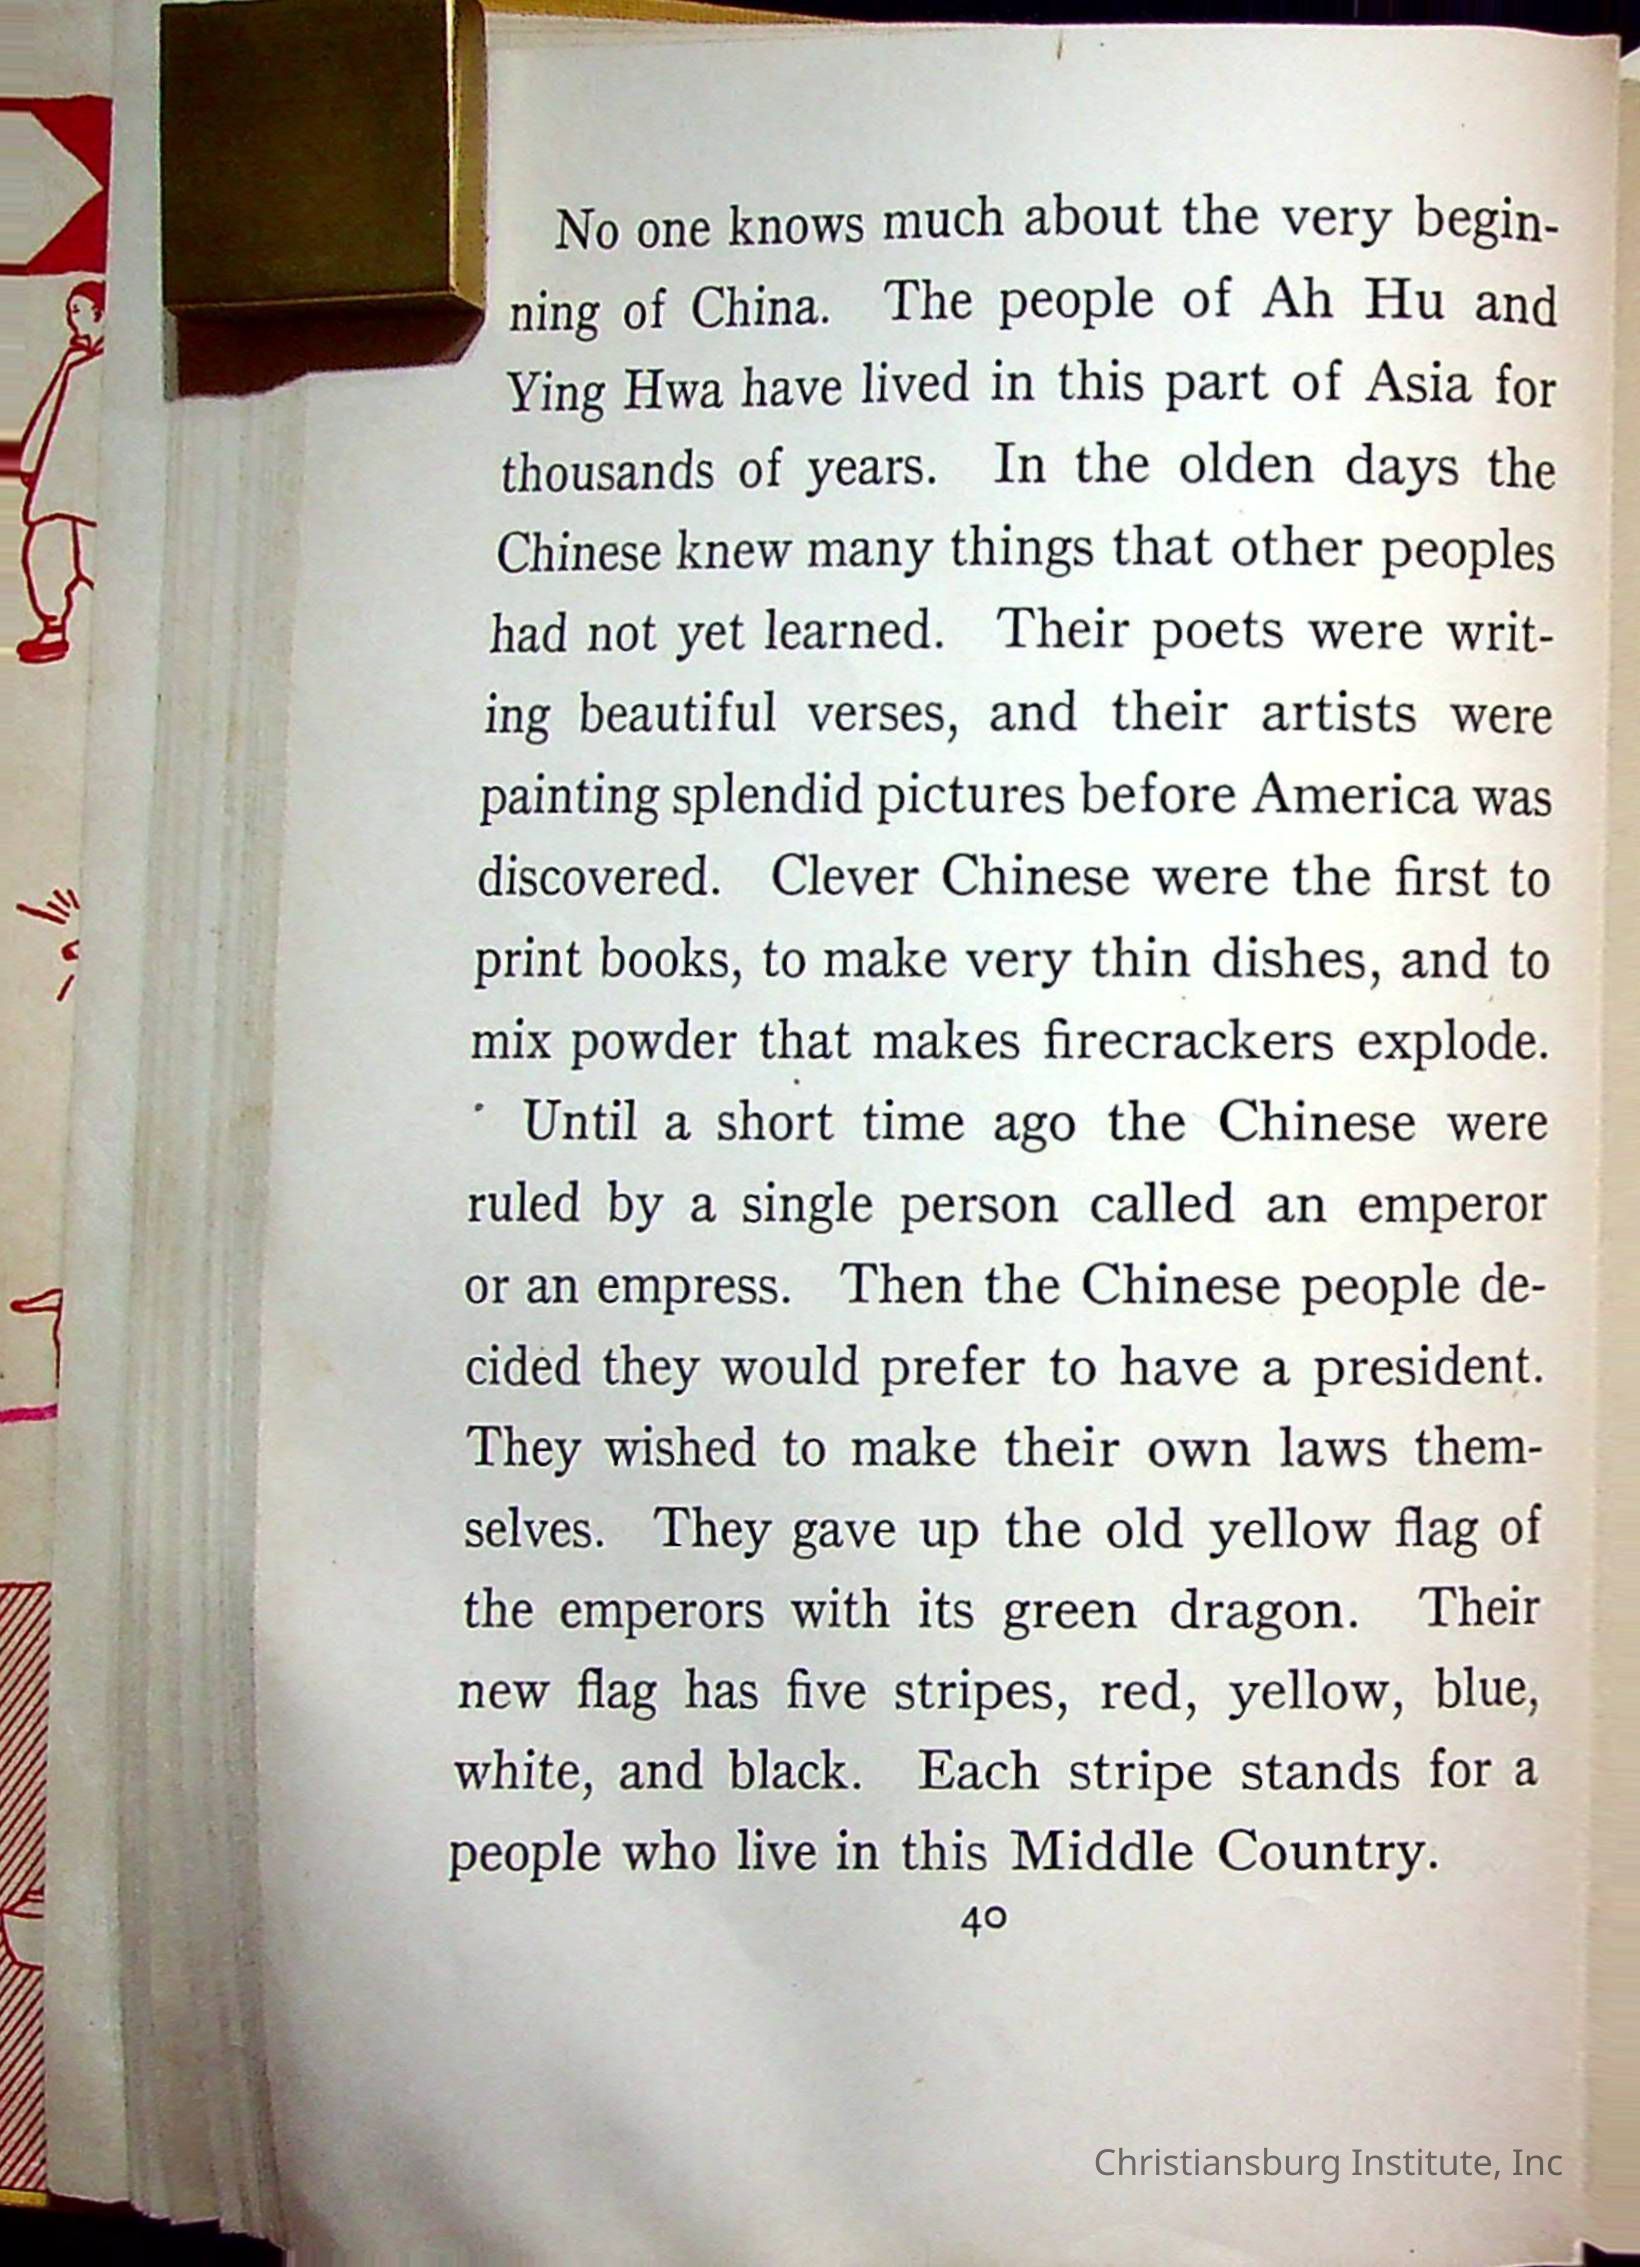 No one knows much about the very begin-
ning of China. The people of Ah Hu and
Ying Hwa have lived in this part of Asia for
thousands of years. In the olden days the
Chinese knew many things that other peoples
had not yet learned. Their poets were writ-
ing beautiful verses, and their artists were
painting splendid pictures before America was
discovered. Clever Chinese were the first to
print books, to make very thin dishes, and to
mix powder that makes firecrackers explode.
Until a short time ago the Chinese were
ruled by a single person called an emperor
or an empress. Then the Chinese people de-
cided they would prefer to have a president.
They wished to make their own laws them-
selves. They gave up the old yellow flag of
the emperors with its green dragon. Their
new flag has five stripes, red, yellow, blue,
white, and black. Each stripe stands for a
people who live in this Middle Country.
40
Christiansburg Institute, Inc